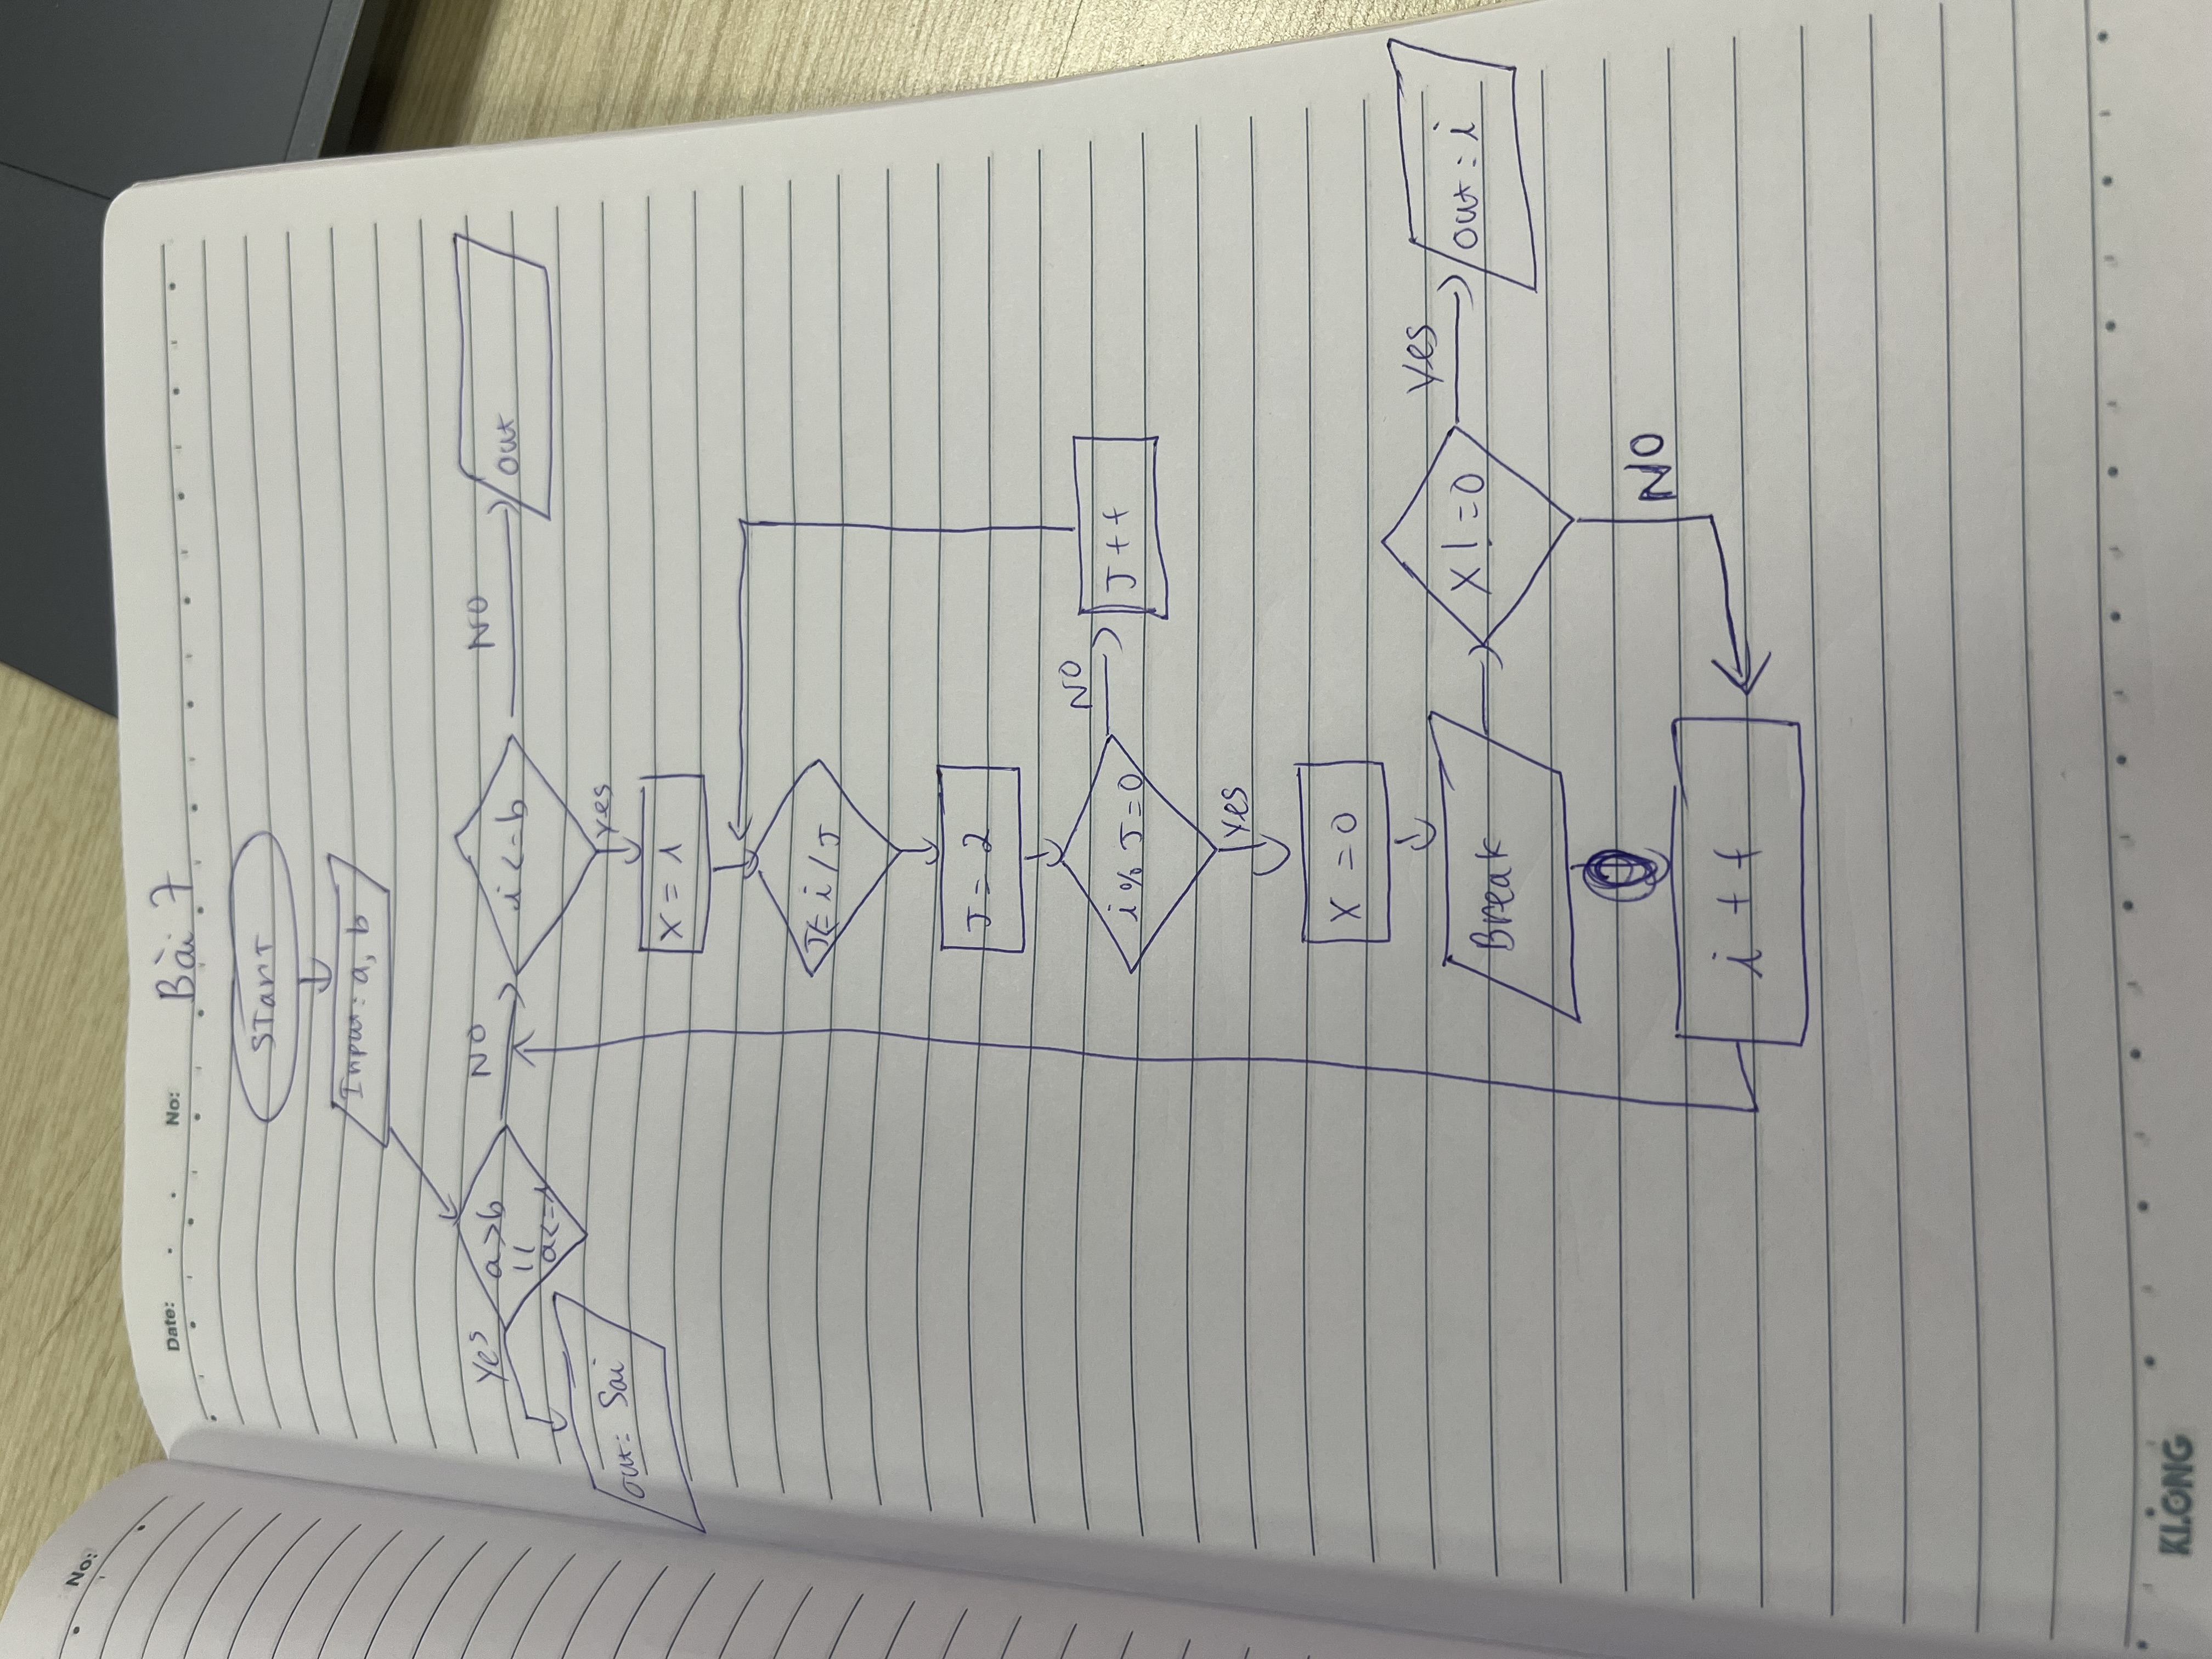 No:
Date: No: Bài 7
START
Input: a, b
yes a>b NO i<=b NO out
||
a<=1
out: Sai
yes
X = 1
J<= i / J
J = 2
i % J=0 NO J++
yes
X = 0
Break X!=0 yes out: i
NO
i++
KLONG